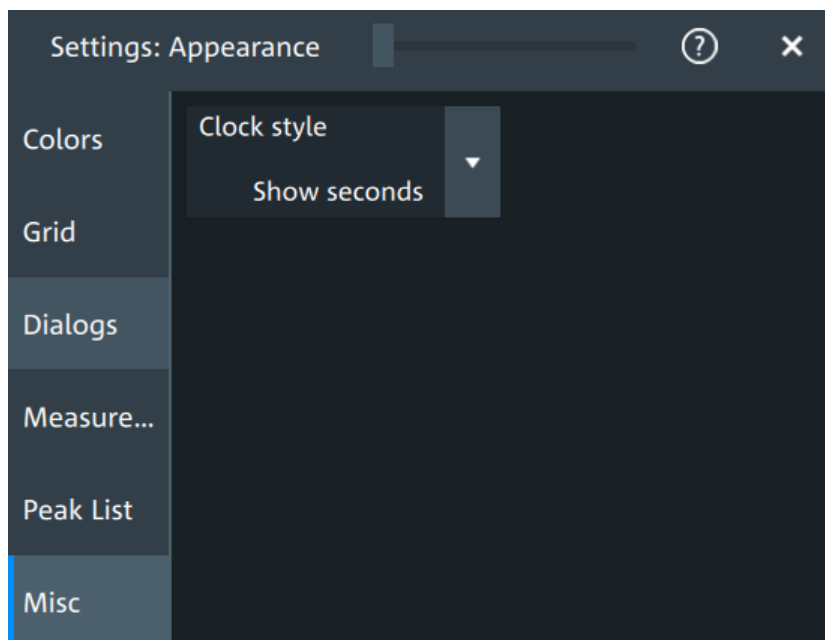 Settings: Appearance ? ×
Colors
Grid
Dialogs
Measure...
Peak List
Misc
Clock style
Show seconds